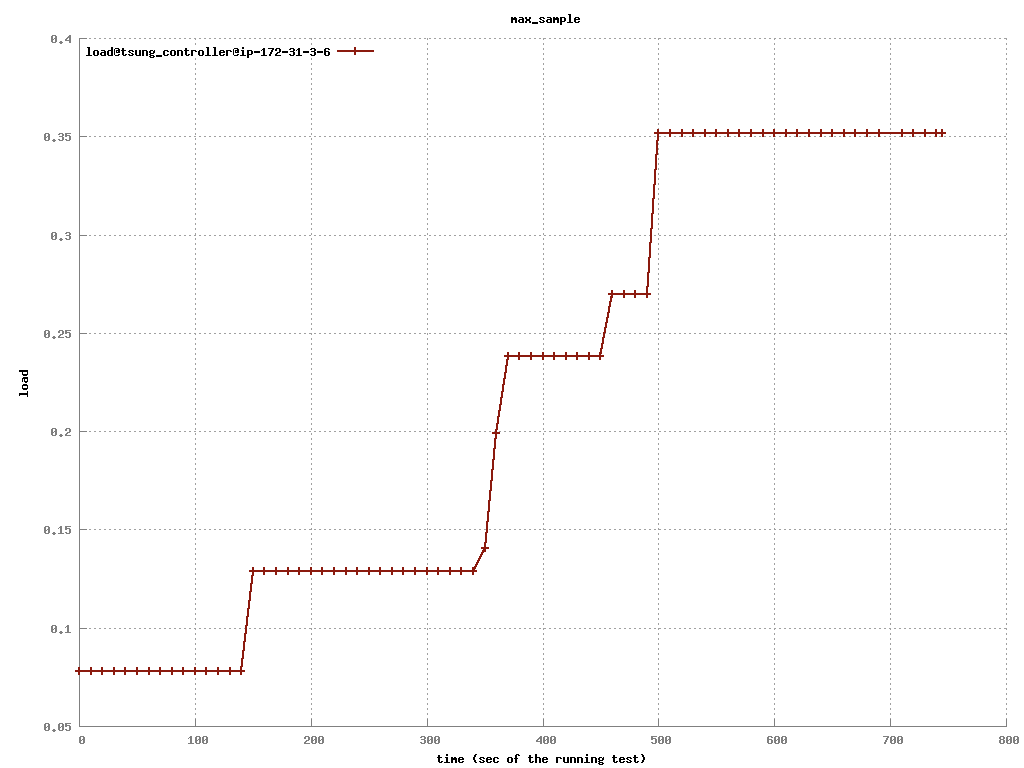 max_sample
load@tsung_controller@ip-172-31-3-6
0.4
0.35
0.3
0.25
0.2
0.15
0.1
0.05
load
0 100 200 300 400 500 600 700 800
time (sec of the running test)